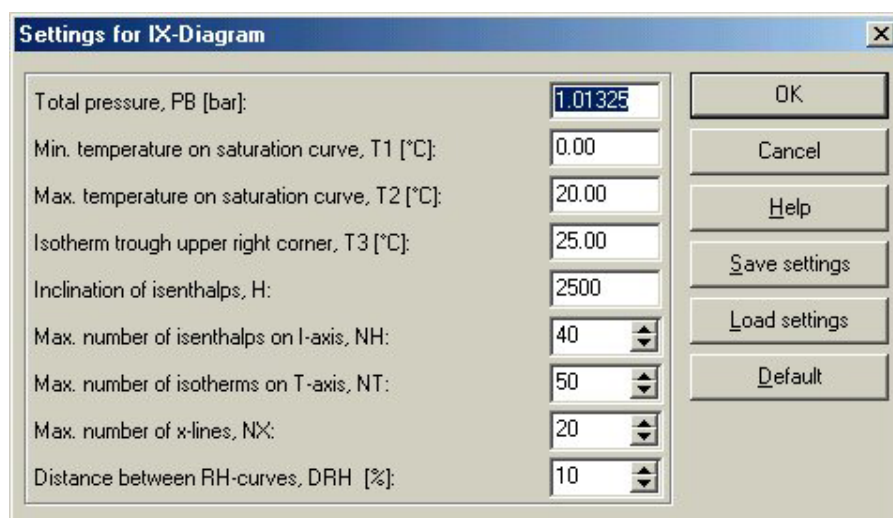 Settings for IX-Diagram
Total pressure, PB [bar]: 1.01325
Min. temperature on saturation curve, T1 [°C]: 0.00
Max. temperature on saturation curve, T2 [°C]: 20.00
Isotherm trough upper right corner, T3 [°C]: 25.00
Inclination of isenthalps, H: 2500
Max. number of isenthalps on I-axis, NH: 40
Max. number of isotherms on T-axis, NT: 50
Max. number of x-lines, NX: 20
Distance between RH-curves, DRH [%]: 10
OK
Cancel
Help
Save settings
Load settings
Default